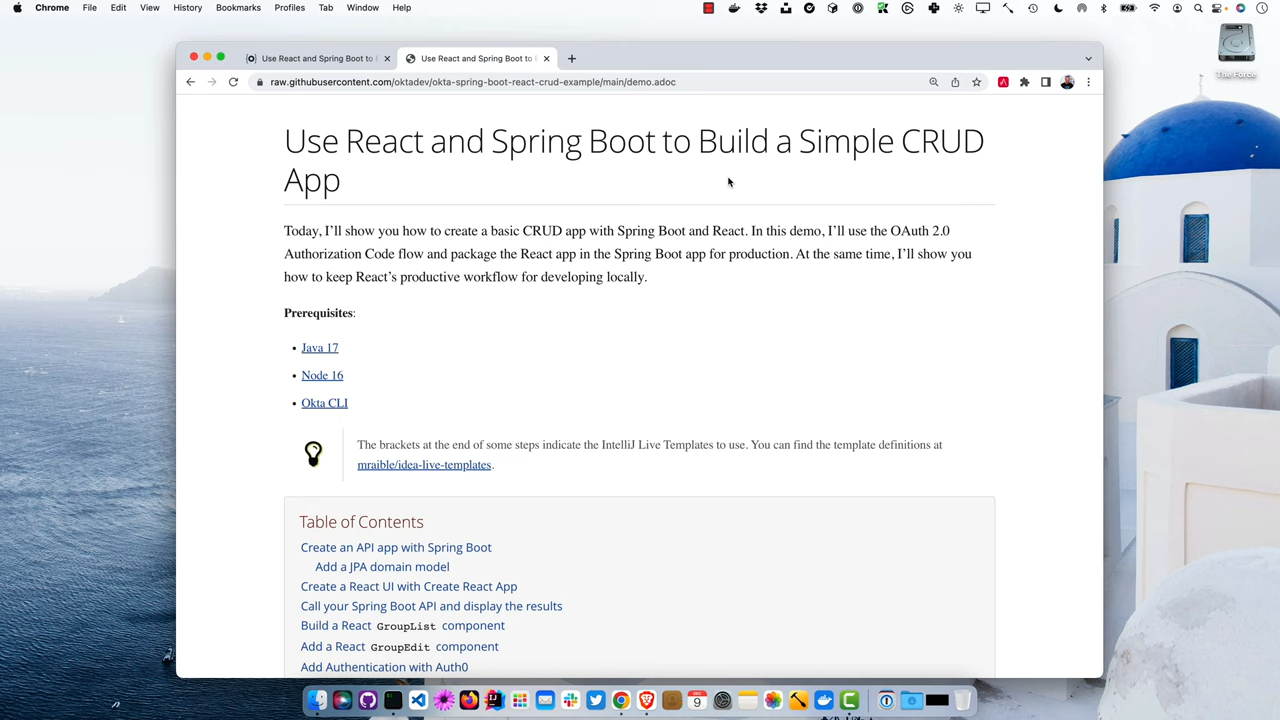 Chrome File Edit View History Bookmarks Profiles Tab Window Help
The Force
Use React and Spring Boot to
Use React and Spring Boot to
raw.githubusercontent.com/oktadev/okta-spring-boot-react-crud-example/main/demo.adoc
Use React and Spring Boot to Build a Simple CRUD
App
Today, I’ll show you how to create a basic CRUD app with Spring Boot and React. In this demo, I’ll use the OAuth 2.0
Authorization Code flow and package the React app in the Spring Boot app for production. At the same time, I’ll show you
how to keep React’s productive workflow for developing locally.
Prerequisites:
• Java 17
• Node 16
• Okta CLI
The brackets at the end of some steps indicate the IntelliJ Live Templates to use. You can find the template definitions at
mraible/idea-live-templates.
Table of Contents
Create an API app with Spring Boot
Add a JPA domain model
Create a React UI with Create React App
Call your Spring Boot API and display the results
Build a React GroupList component
Add a React GroupEdit component
Add Authentication with Auth0
9